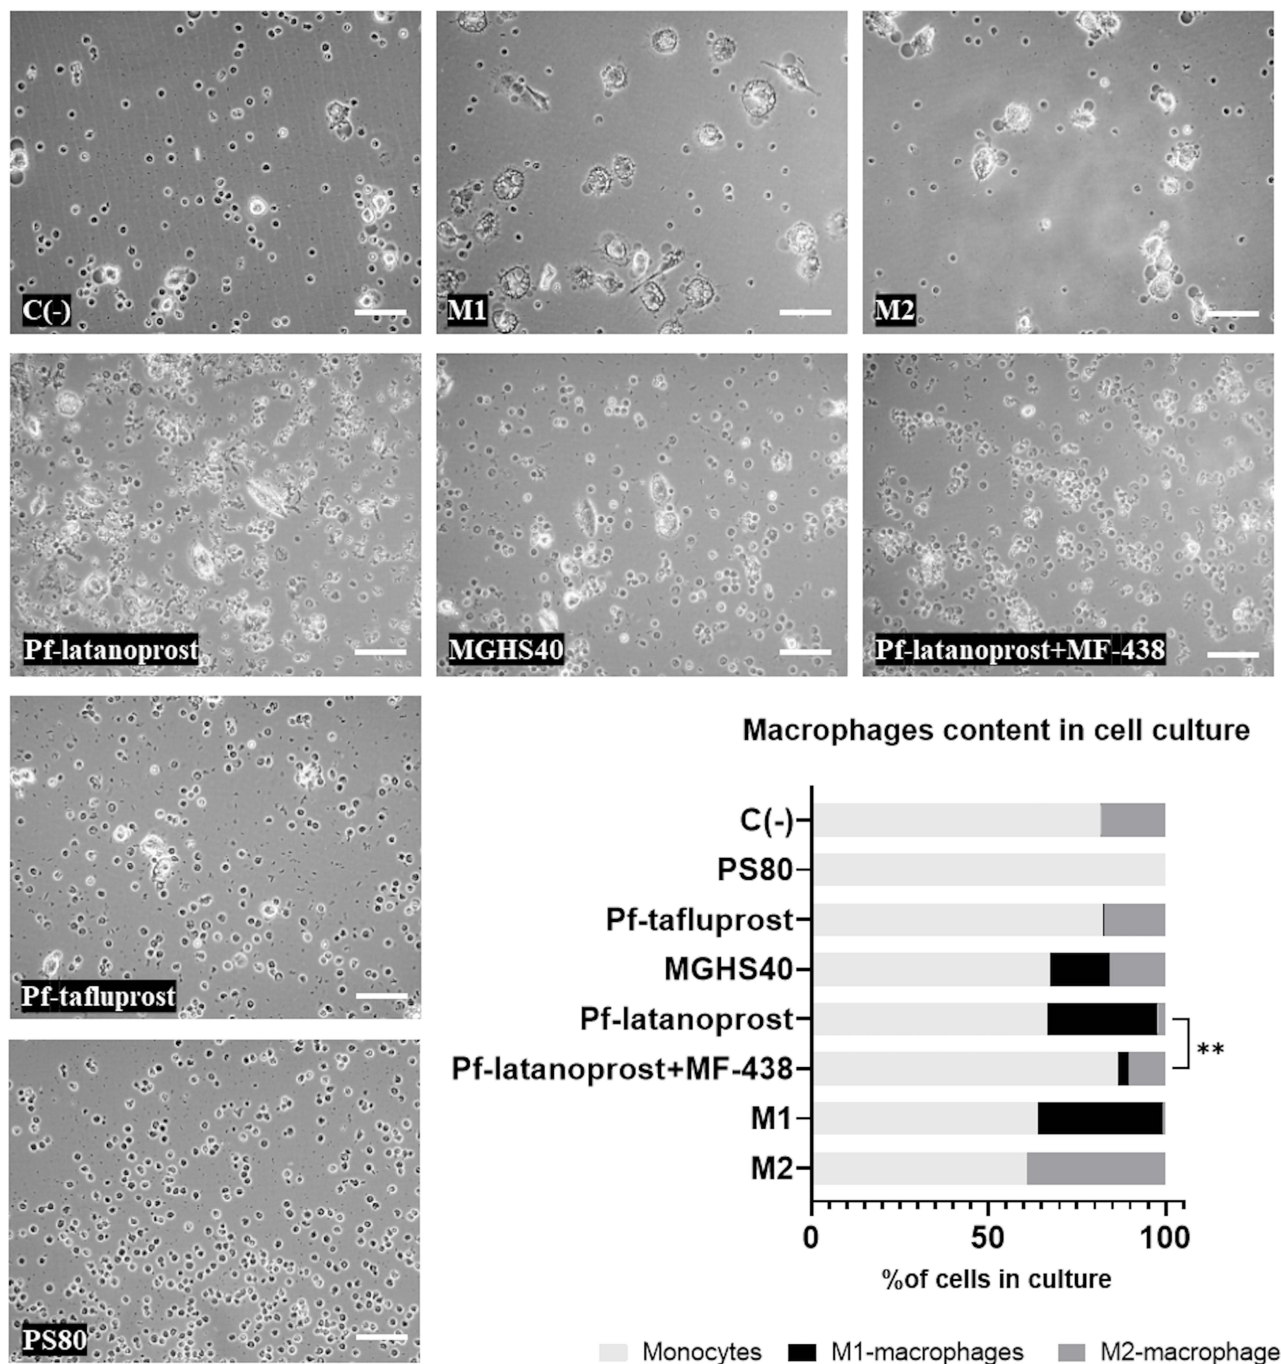 C(-)
M1
M2
Pf-latanoprost
MGHS40
Pf-latanoprost+MF-438
Pf-tafluprost
PS80
Macrophages content in cell culture
C(-)
PS80
Pf-tafluprost
MGHS40
Pf-latanoprost
Pf-latanoprost+MF-438
**
M1
M2
0 50 100
%of cells in culture
Monocytes M1-macrophages M2-macrophage